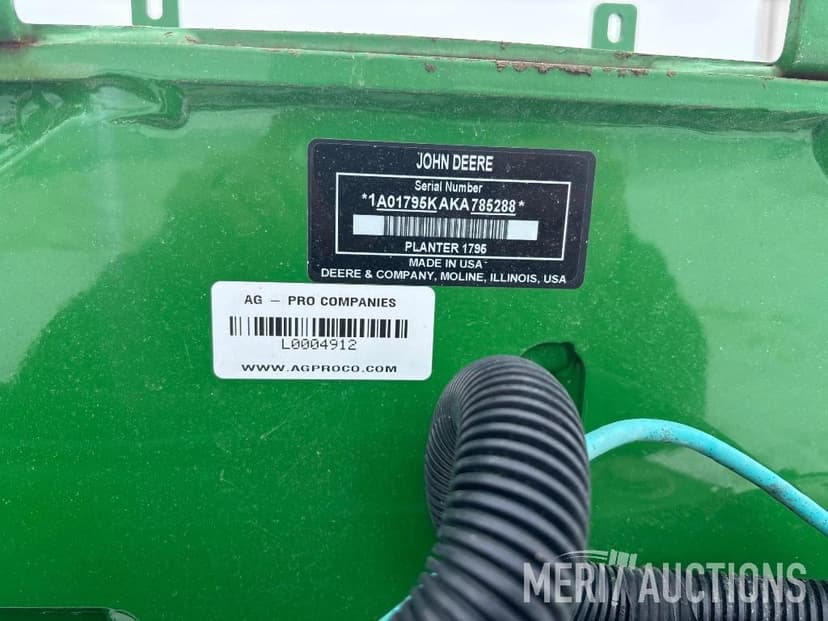 JOHN DEERE
Serial Number
*1A01795KAKA785288*
PLANTER 1795
MADE IN USA
DEERE & COMPANY, MOLINE, ILLINOIS, USA
AG – PRO COMPANIES
L0004912
WWW.AGPROCO.COM
MERIT AUCTIONS